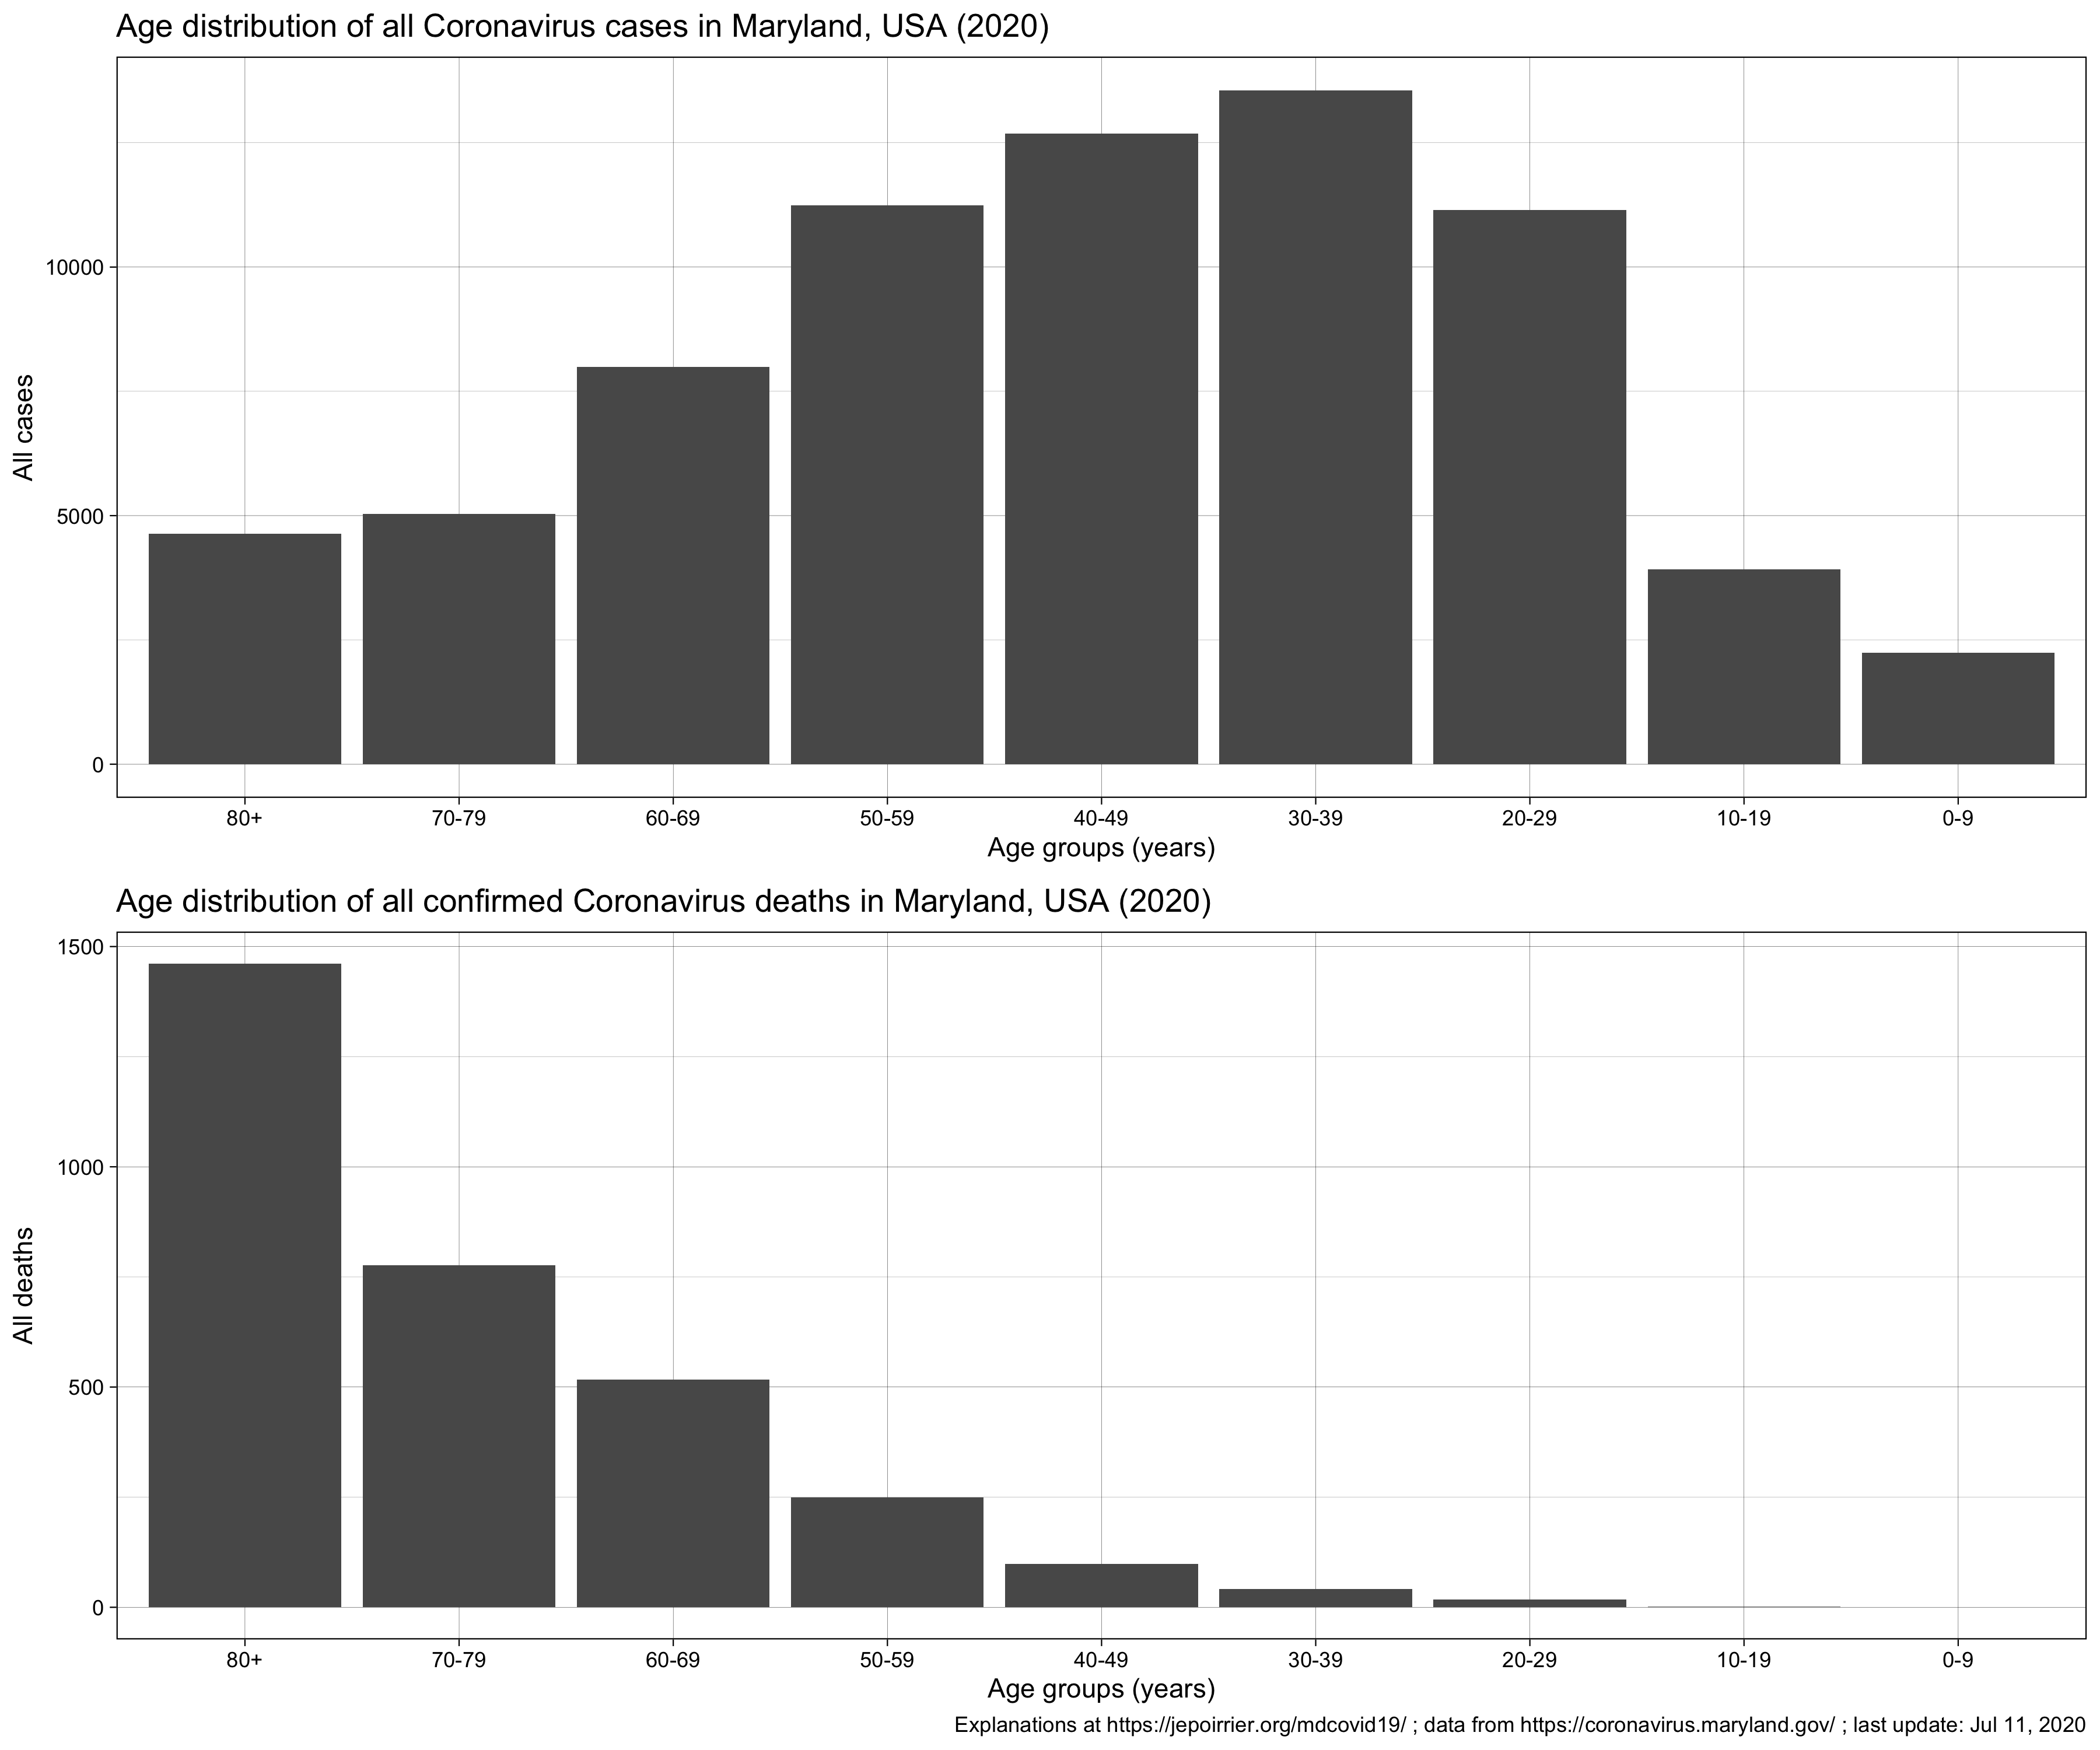 Age distribution of all Coronavirus cases in Maryland, USA (2020)
All cases
10000
5000
0
80+ 70-79 60-69 50-59 40-49 30-39 20-29 10-19 0-9
Age groups (years)
Age distribution of all confirmed Coronavirus deaths in Maryland, USA (2020)
All deaths
1500
1000
500
0
80+ 70-79 60-69 50-59 40-49 30-39 20-29 10-19 0-9
Age groups (years)
Explanations at https://jepoirrier.org/mdcovid19/ ; data from https://coronavirus.maryland.gov/ ; last update: Jul 11, 2020